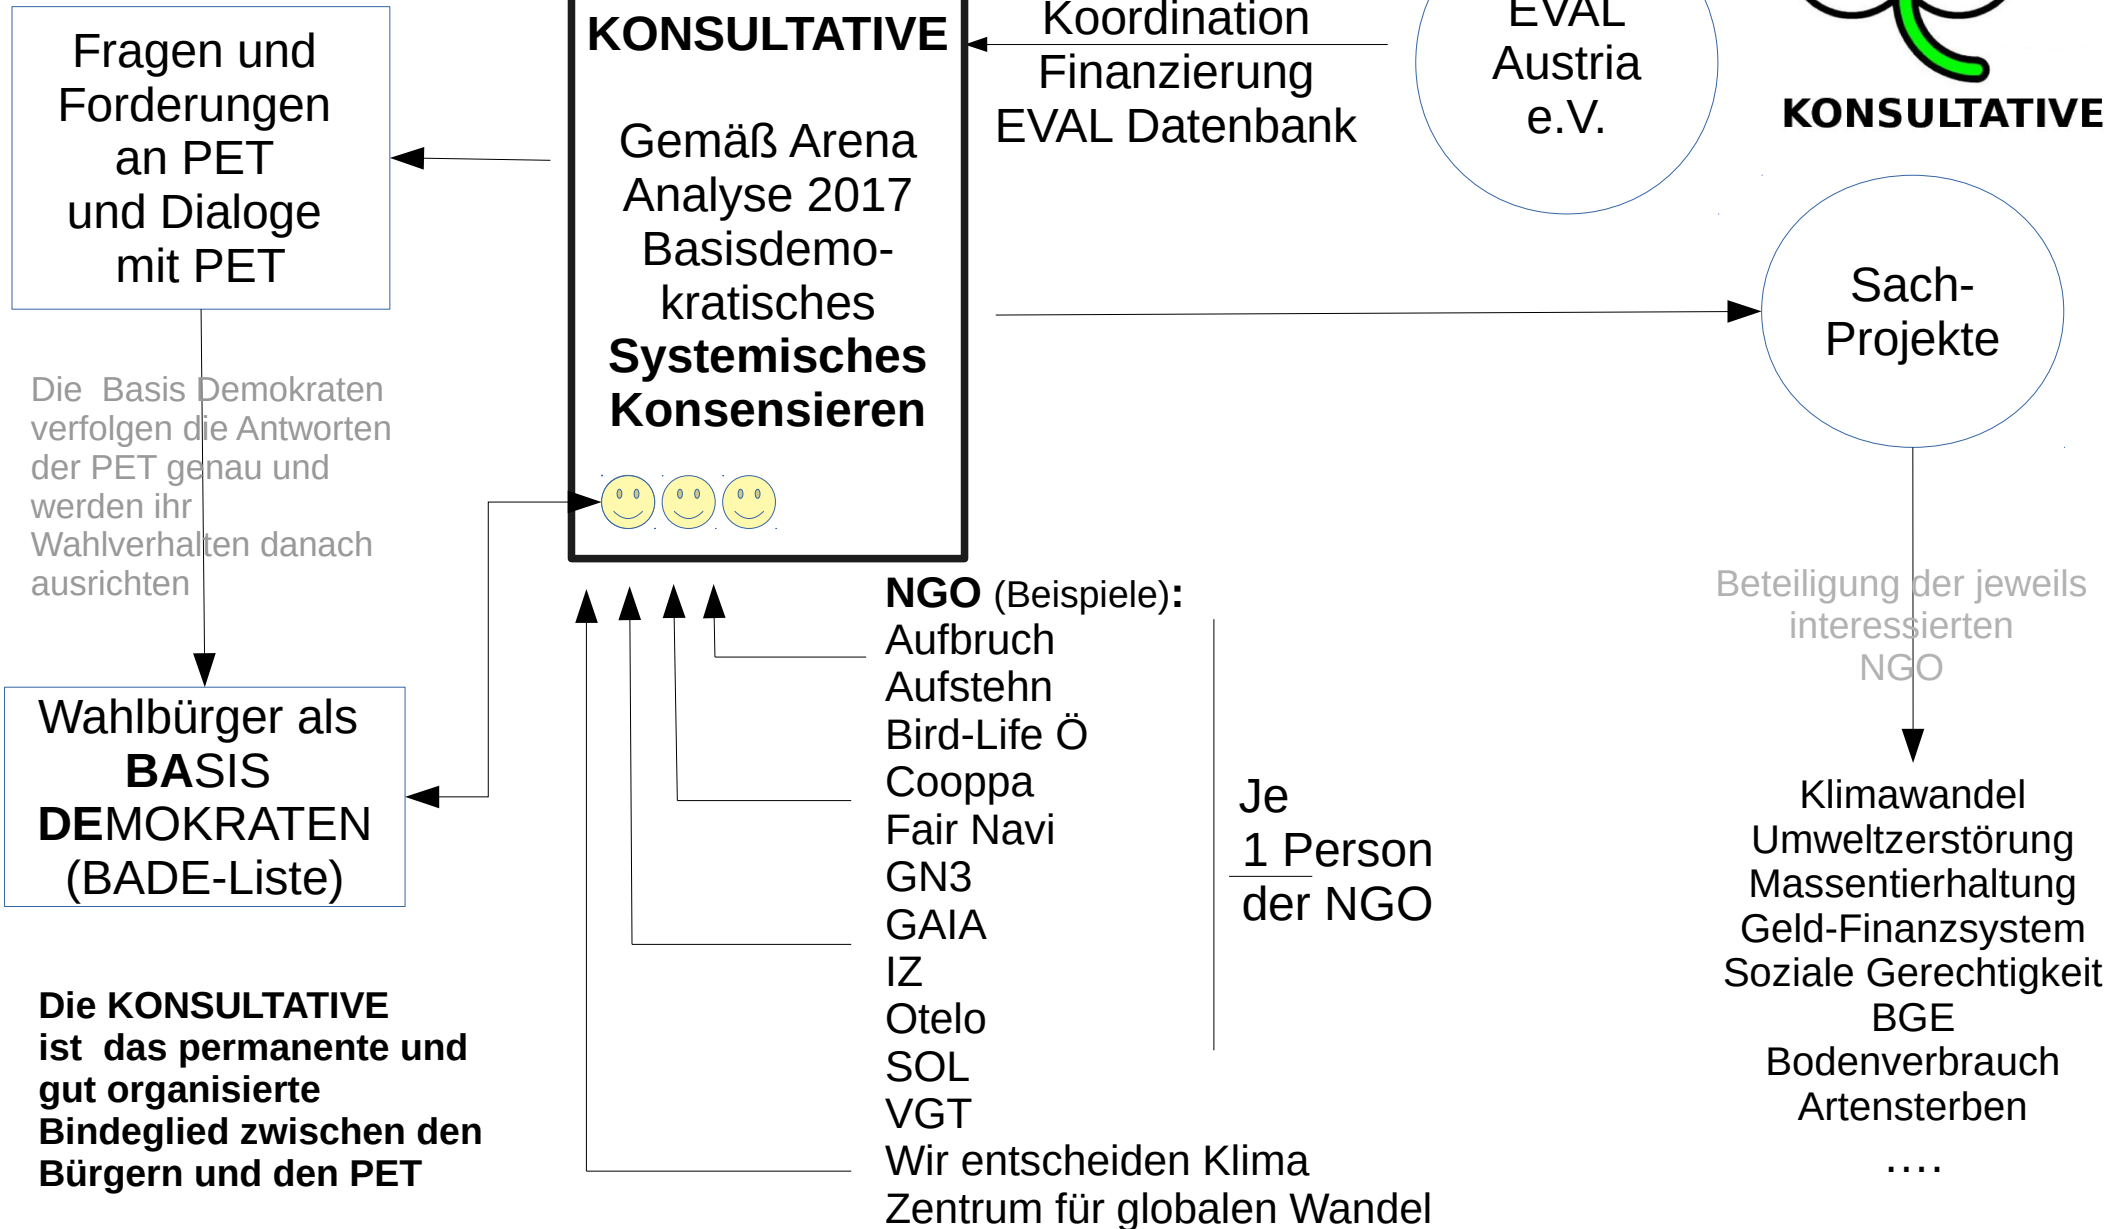 Fragen und
Forderungen
an PET
und Dialoge
mit PET
KONSULTATIVE
Gemäß Arena
Analyse 2017
Basisdemo-
kratisches
Systemisches
Konsensieren
Koordination
Finanzierung
EVAL Datenbank
EVAL
Austria
e.V.
KONSULTATIVE
Sach-
Projekte
Die Basis Demokraten
verfolgen die Antworten
der PET genau und
werden ihr
Wahlverhalten danach
ausrichten
Beteiligung der jeweils
interessierten
NGO
Wahlbürger als
BASIS
DEMOKRATEN
(BADE-Liste)
NGO (Beispiele):
Aufbruch
Aufstehn
Bird-Life Ö
Cooppa
Fair Navi
GN3
GAIA
IZ
Otelo
SOL
VGT
Wir entscheiden Klima
Zentrum für globalen Wandel
Je
1 Person
der NGO
Klimawandel
Umweltzerstörung
Massentierhaltung
Geld-Finanzsystem
Soziale Gerechtigkeit
BGE
Bodenverbrauch
Artensterben
....
Die KONSULTATIVE
ist das permanente und
gut organisierte
Bindeglied zwischen den
Bürgern und den PET